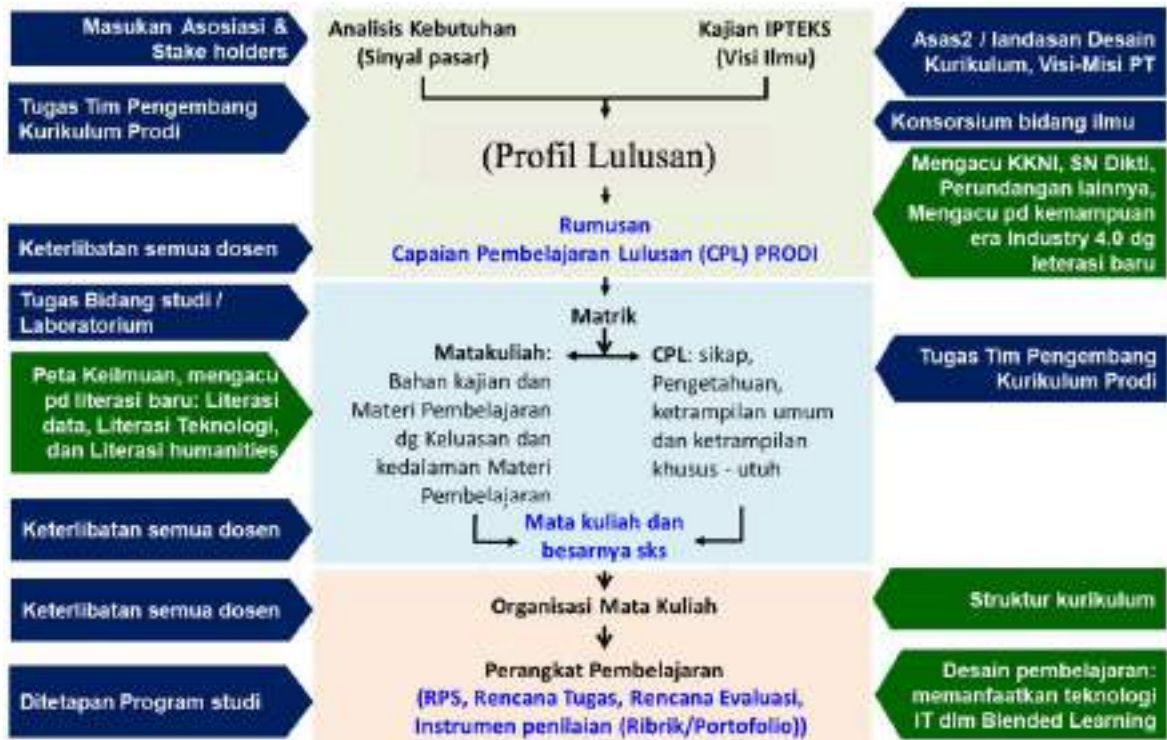 Masukan Asosiasi &
Stake holders
Analisis Kebutuhan
(Sinyal pasar)
Kajian IPTEKS
(Visi Ilmu)
Asas2 / landasan Desain
Kurikulum, Visi-Misi PT
Tugas Tim Pengembang
Kurikulum Prodi
Konsorsium bidang ilmu
(Profil Lulusan)
Mengacu KKNI, SN Dikti,
Perundangan lainnya,
Mengacu pd kemampuan
era Industry 4.0 dg
leterasi baru
Rumusan
Capaian Pembelajaran Lulusan (CPL) PRODI
Keterlibatan semua dosen
Tugas Bidang studi /
Laboratorium
Matrik
Matakuliah:
Bahan kajian dan
Materi Pembelajaran
dg Keluasan dan
kedalaman Materi
Pembelajaran
CPL: sikap,
Pengetahuan,
ketrampilan umum
dan ketrampilan
khusus - utuh
Tugas Tim Pengembang
Kurikulum Prodi
Peta Keilmuan, mengacu
pd literasi baru: Literasi
data, Literasi Teknologi,
dan Literasi humanities
Keterlibatan semua dosen
Mata kuliah dan
besarnya sks
Keterlibatan semua dosen
Organisasi Mata Kuliah
Struktur kurikulum
Ditetapan Program studi
Perangkat Pembelajaran
(RPS, Rencana Tugas, Rencana Evaluasi,
Instrumen penilaian (Ribrik/Portofolio))
Desain pembelajaran:
memanfaatkan teknologi
IT dlm Blended Learning